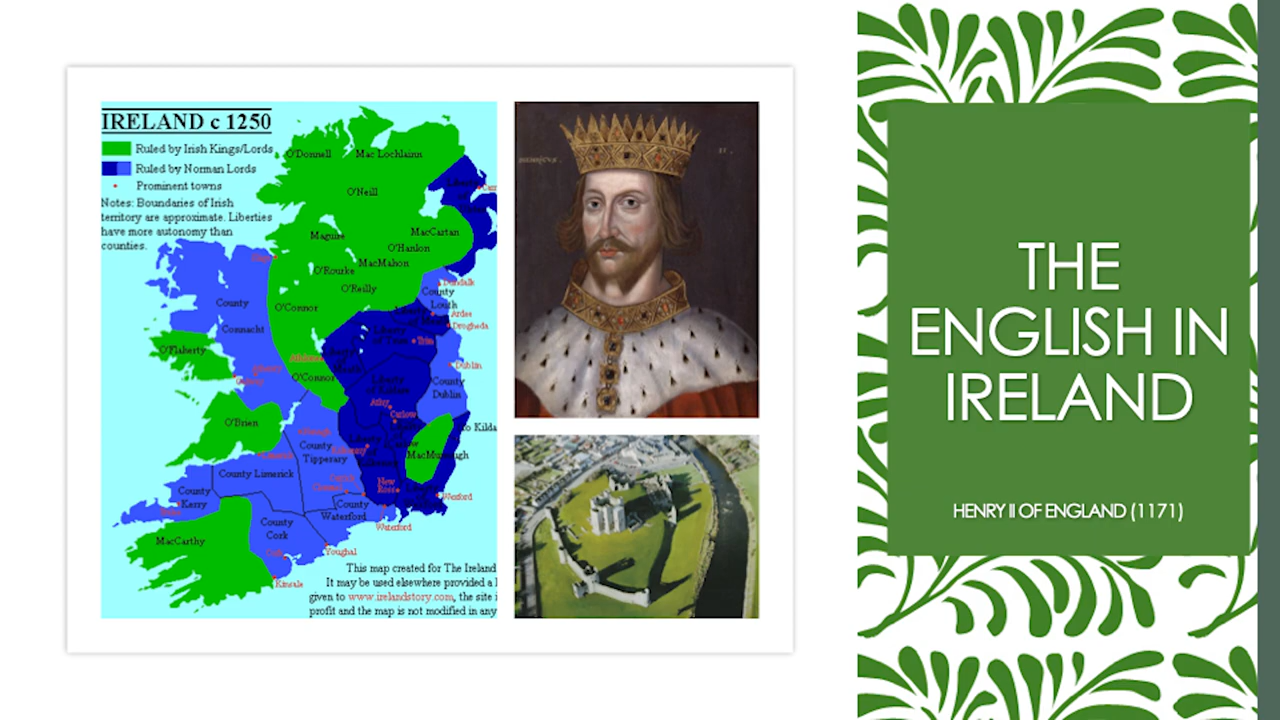 IRELAND c 1250
Ruled by Irish Kings/Lords
Ruled by Norman Lords
Prominent towns
Notes: Boundaries of Irish
territory are approximate. Liberties
have more autonomy than
counties.
O'Donnell
Mac Lochlainn
O'Neill
MacCartan
Maguire
O'Hanlon
MacMahon
O'Rourke
O'Reilly
Dundalk
County
Louth
County
Connacht
O'Connor
Ardee
Drogheda
Trim
O'Flaherty
Dublin
O'Connor
County
Dublin
Athy
Carlow
O'Brien
County
Tipperary
MacMurrough
County Limerick
New
Ross
Wexford
County
Kerry
County
Waterford
Waterford
County
Cork
MacCarthy
Youghal
Kinsale
This map created for The Ireland
It may be used elsewhere provided a
given to www.irelandstory.com, the site i
profit and the map is not modified in any
THE
ENGLISH IN
IRELAND
HENRY II OF ENGLAND (1171)